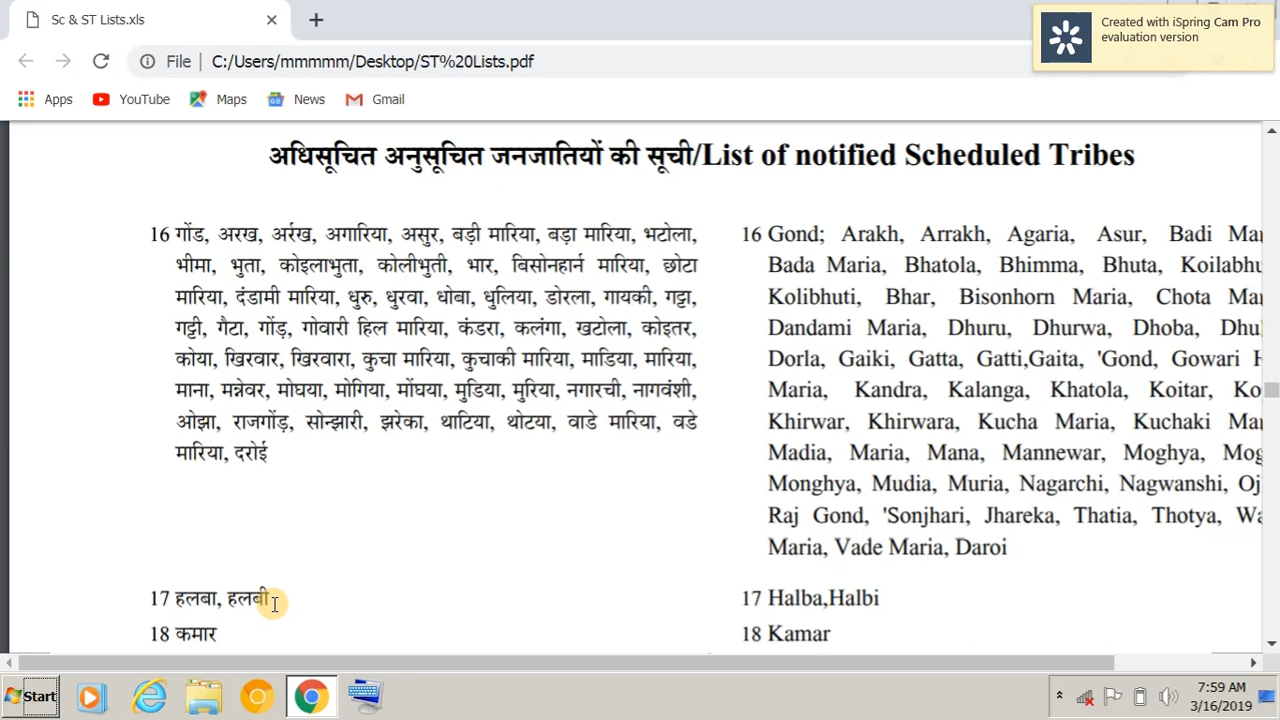 Sc & ST Lists.xls
Created with iSpring Cam Pro
evaluation version
File C:/Users/mmmmm/Desktop/ST%20Lists.pdf
Apps YouTube Maps News Gmail
अधिसूचित अनुसूचित जनजातियों की सूची/List of notified Scheduled Tribes
16 गोंड, अरख, अर्रख, अगारिया, असुर, बड़ी मारिया, बड़ा मारिया, भटोला,
भीमा, भुता, कोइलाभुता, कोलीभुती, भार, बिसोनहार्न मारिया, छोटा
मारिया, दंडामी मारिया, धुरु, धुरवा, धोबा, धुलिया, डोरला, गायकी, गट्टा,
गट्टी, गैटा, गोंड़, गोवारी हिल मारिया, कंडरा, कलंगा, खटोला, कोइतर,
कोया, खिरवार, खिरवारा, कुचा मारिया, कुचाकी मारिया, माडिया, मारिया,
माना, मन्नेवर, मोघया, मोगिया, मोंघया, मुडिया, मुरिया, नगारची, नागवंशी,
ओझा, राजगोंड़, सोन्झारी, झरेका, थाटिया, थोटया, वाडे मारिया, वडे
मारिया, दरोई
16 Gond; Arakh, Arrakh, Agaria, Asur, Badi
Bada Maria, Bhatola, Bhimma, Bhuta,
Kolibhuti, Bhar, Bisonhorn Maria, Chota
Dandami Maria, Dhuru, Dhurwa, Dhoba,
Dorla, Gaiki, Gatta, Gatti,Gaita, 'Gond, Gowari
Maria, Kandra, Kalanga, Khatola, Koitar,
Khirwar, Khirwara, Kucha Maria, Kuchaki
Madia, Maria, Mana, Mannewar, Moghya,
Monghya, Mudia, Muria, Nagarchi, Nagwanshi,
Raj Gond, 'Sonjhari, Jhareka, Thatia, Thotya,
Maria, Vade Maria, Daroi
17 हलबा, हलबी
17 Halba,Halbi
18 कमार
18 Kamar
Start
7:59 AM
3/16/2019